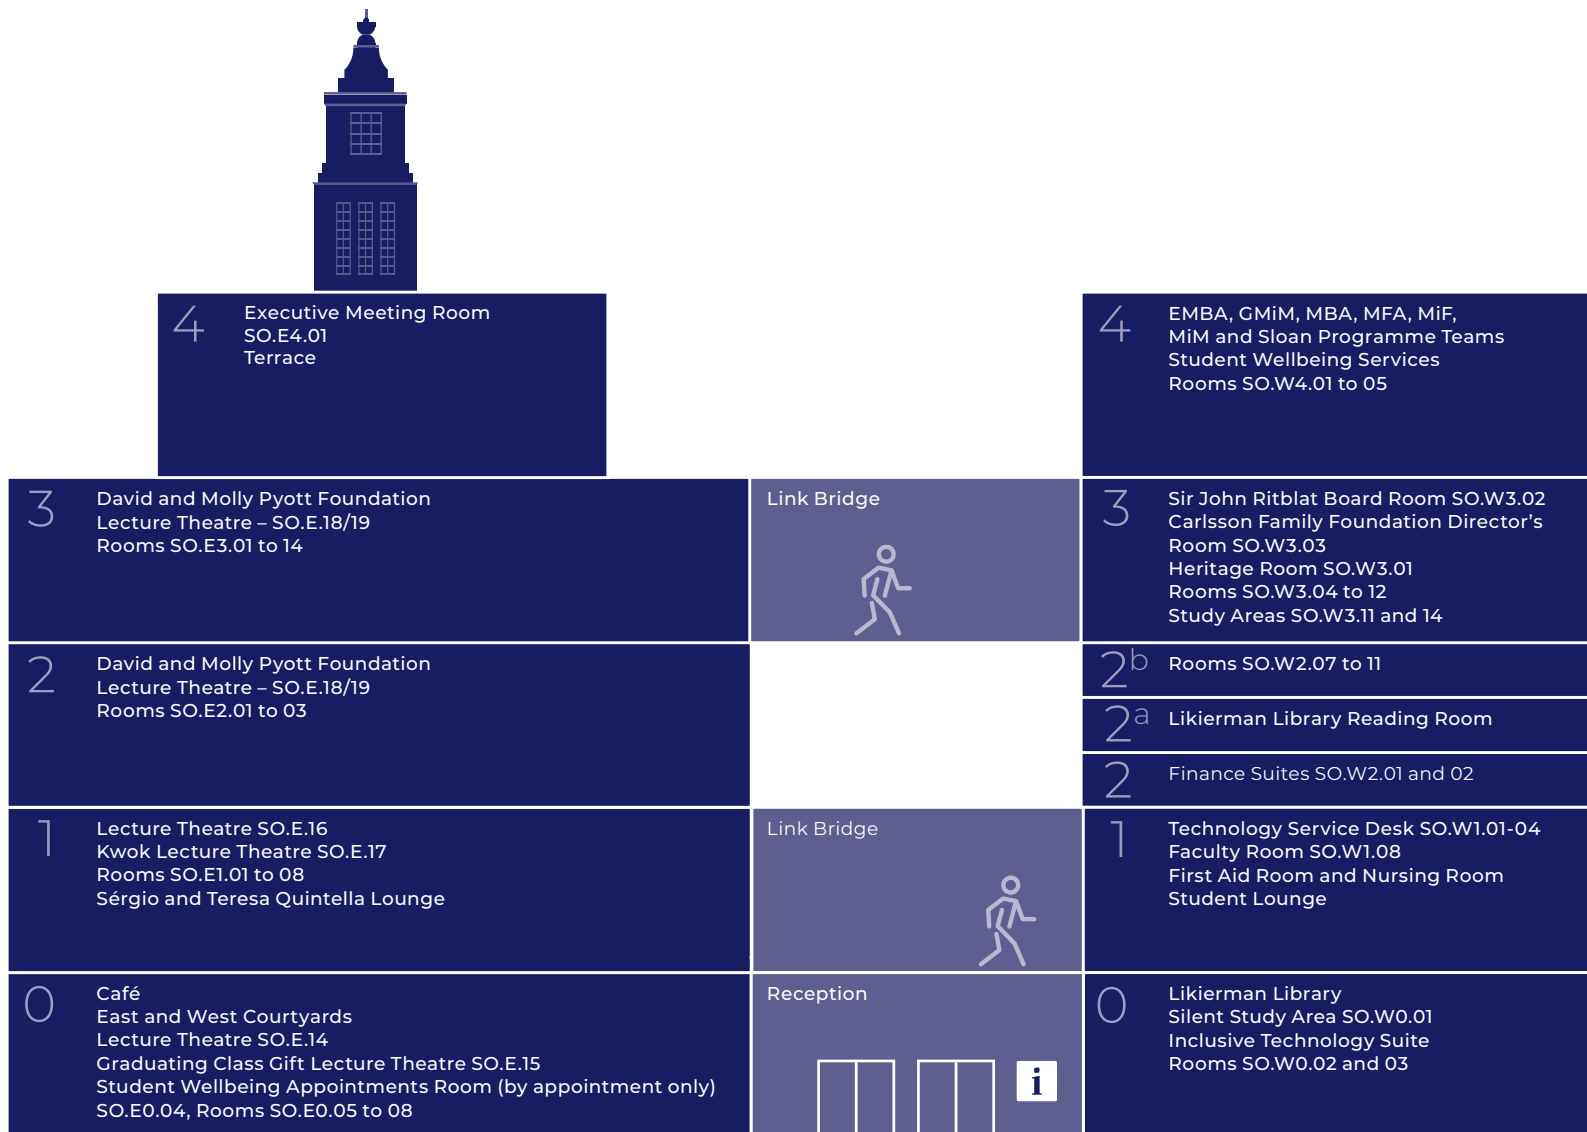 4
Executive Meeting Room
SO.E4.01
Terrace
4
EMBA, GMiM, MBA, MFA, MiF,
MiM and Sloan Programme Teams
Student Wellbeing Services
Rooms SO.W4.01 to 05
3
David and Molly Pyott Foundation
Lecture Theatre – SO.E.18/19
Rooms SO.E3.01 to 14
Link Bridge
3
Sir John Ritblat Board Room SO.W3.02
Carlsson Family Foundation Director’s
Room SO.W3.03
Heritage Room SO.W3.01
Rooms SO.W3.04 to 12
Study Areas SO.W3.11 and 14
2
David and Molly Pyott Foundation
Lecture Theatre – SO.E.18/19
Rooms SO.E2.01 to 03
2b
Rooms SO.W2.07 to 11
2a
Likierman Library Reading Room
2
Finance Suites SO.W2.01 and 02
1
Lecture Theatre SO.E.16
Kwok Lecture Theatre SO.E.17
Rooms SO.E1.01 to 08
Sérgio and Teresa Quintella Lounge
Link Bridge
1
Technology Service Desk SO.W1.01-04
Faculty Room SO.W1.08
First Aid Room and Nursing Room
Student Lounge
0
Café
East and West Courtyards
Lecture Theatre SO.E.14
Graduating Class Gift Lecture Theatre SO.E.15
Student Wellbeing Appointments Room (by appointment only)
SO.E0.04, Rooms SO.E0.05 to 08
Reception
i
0
Likierman Library
Silent Study Area SO.W0.01
Inclusive Technology Suite
Rooms SO.W0.02 and 03